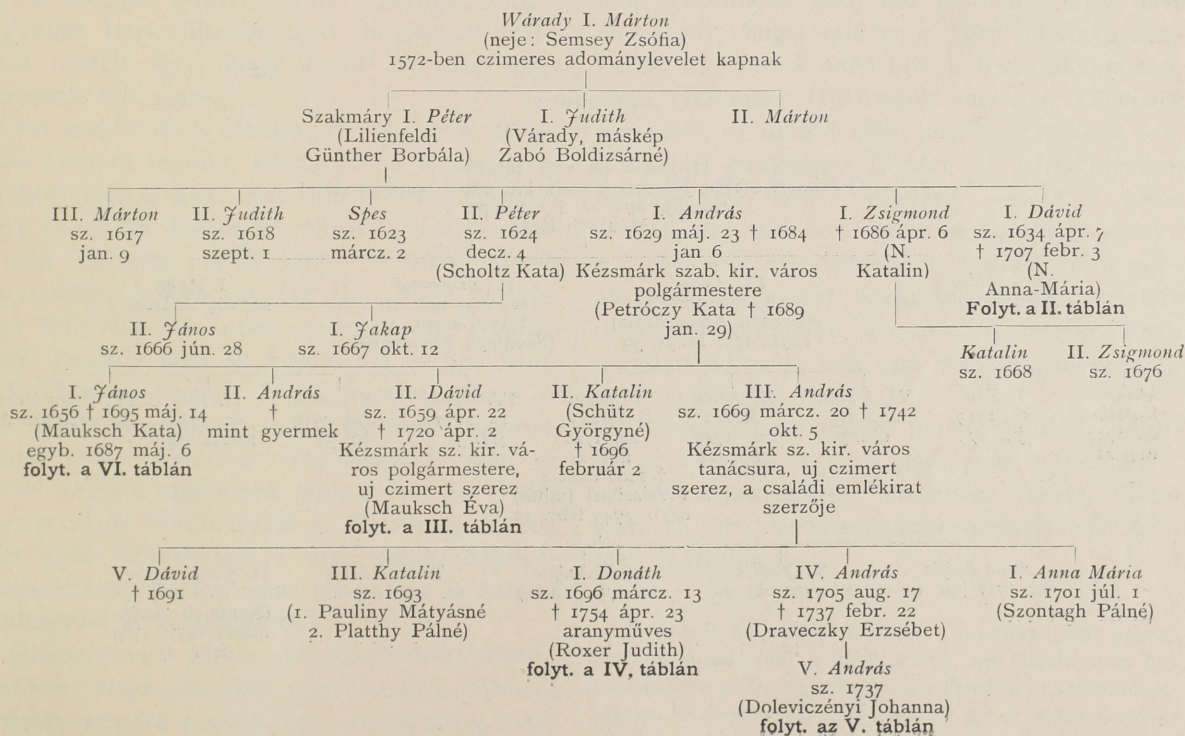 Wárady I. Márton
(neje: Semsey Zsófia)
1572-ben czimeres adománylevelet kapnak
Szakmáry I. Péter
(Lilienfeldi
Günther Borbála)
I. Judith
(Várady, máskép
Zabó Boldizsárné)
II. Márton
III. Márton
sz. 1617
jan. 9
II. Judith
sz. 1618
szept. 1
Spes
sz. 1623
márcz. 2
II. Péter
sz. 1624
decz. 4
(Scholtz Kata)
I. András
sz. 1629 máj. 23 † 1684
jan 6
Kézsmárk szab. kir. város
polgármestere
(Petróczy Kata † 1689
jan. 29)
I. Zsigmond
† 1686 ápr. 6
(N.
Katalin)
I. Dávid
sz. 1634 ápr. 7
† 1707 febr. 3
(N.
Anna-Mária)
Folyt. a II. táblán
II. János
sz. 1666 jún. 28
I. Jakap
sz. 1667 okt. 12
Katalin
sz. 1668
II. Zsigmond
sz. 1676
I. János
sz. 1656 † 1695 máj. 14
(Mauksch Kata)
egyb. 1687 máj. 6
folyt. a VI. táblán
II. András
†
mint gyermek
II. Dávid
sz. 1659 ápr. 22
† 1720 ápr. 2
Kézsmárk sz. kir. vá-
ros polgármestere,
uj czimert szerez
(Mauksch Éva)
folyt. a III. táblán
II. Katalin
(Schütz
Györgyné)
† 1696
február 2
III. András
sz. 1669 márcz. 20 † 1742
okt. 5
Kézsmárk sz. kir. város
tanácsura, uj czimert
szerez, a családi emlékirat
szerzője
V. Dávid
† 1691
III. Katalin
sz. 1693
(1. Pauliny Mátyásné
2. Platthy Pálné)
I. Donáth
sz. 1696 márcz. 13
† 1754 ápr. 23
aranyműves
(Roxer Judith)
folyt. a IV, táblán
IV. András
sz. 1705 aug. 17
† 1737 febr. 22
(Draveczky Erzsébet)
I. Anna Mária
sz. 1701 júl. 1
(Szontagh Pálné)
V. András
sz. 1737
(Doleviczényi Johanna)
folyt. az V. táblán